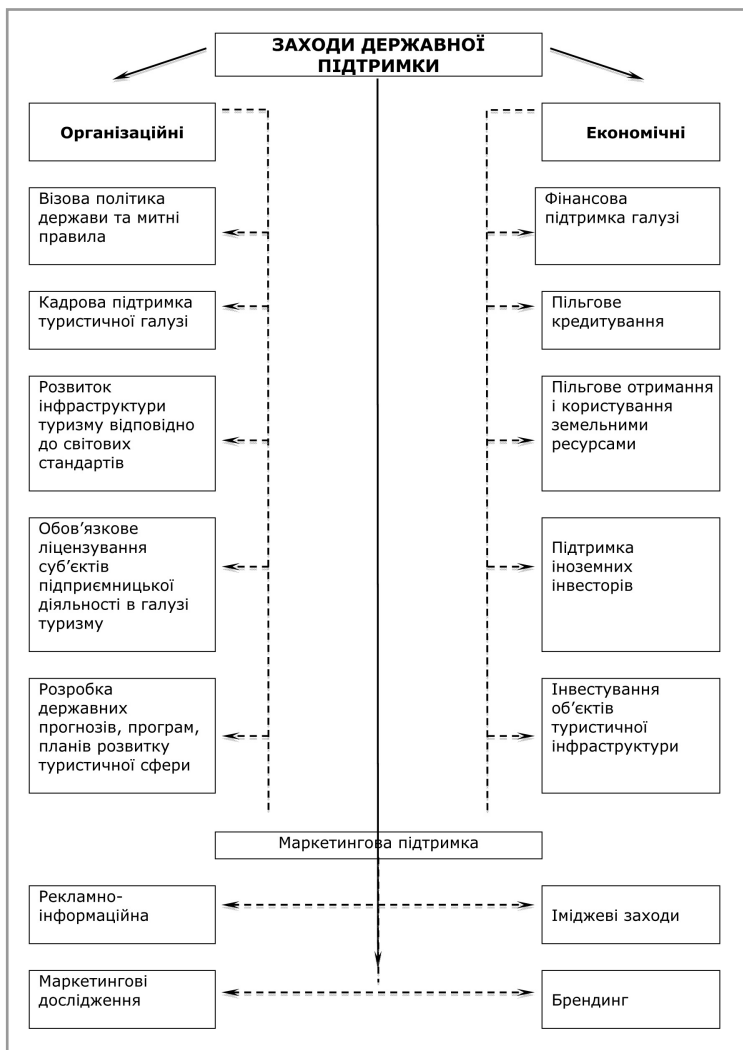 ЗАХОДИ ДЕРЖАВНОЇ
ПІДТРИМКИ
Організаційні
Економічні
Візова політика
держави та митні
правила
Фінансова
підтримка галузі
Кадрова підтримка
туристичної галузі
Пільгове
кредитування
Розвиток
інфраструктури
туризму відповідно
до світових
стандартів
Пільгове отримання
і користування
земельними
ресурсами
Обов’язкове
ліцензування
суб’єктів
підприємницької
діяльності в галузі
туризму
Підтримка
іноземних
інвесторів
Розробка
державних
прогнозів, програм,
планів розвитку
туристичної сфери
Інвестування
об’єктів
туристичної
інфраструктури
Маркетингова підтримка
Рекламно-
інформаційна
Іміджеві заходи
Маркетингові
дослідження
Брендинг